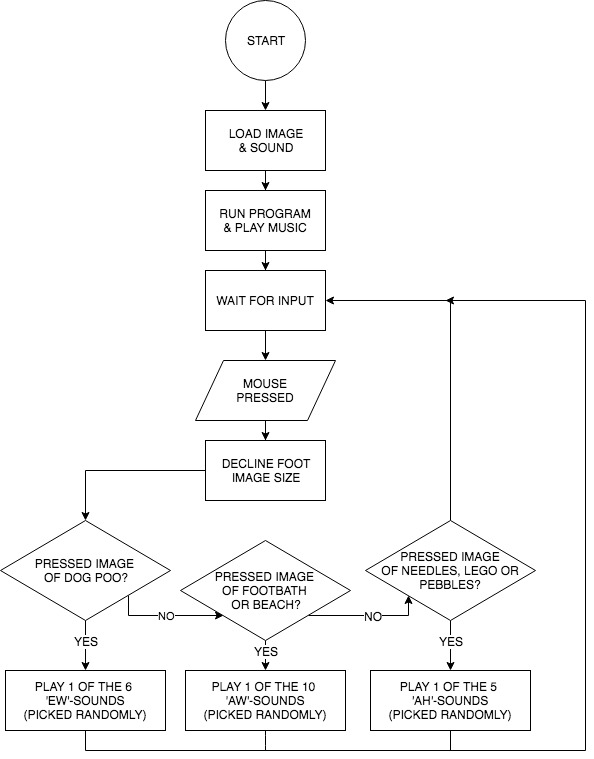 START
LOAD IMAGE
& SOUND
RUN PROGRAM
& PLAY MUSIC
WAIT FOR INPUT
MOUSE
PRESSED
DECLINE FOOT
IMAGE SIZE
PRESSED IMAGE
OF DOG POO?
NO
YES
PLAY 1 OF THE 6
'EW'-SOUNDS
(PICKED RANDOMLY)
PRESSED IMAGE
OF FOOTBATH
OR BEACH?
NO
YES
PLAY 1 OF THE 10
'AW'-SOUNDS
(PICKED RANDOMLY)
PRESSED IMAGE
OF NEEDLES, LEGO OR
PEBBLES?
YES
PLAY 1 OF THE 5
'AH'-SOUNDS
(PICKED RANDOMLY)